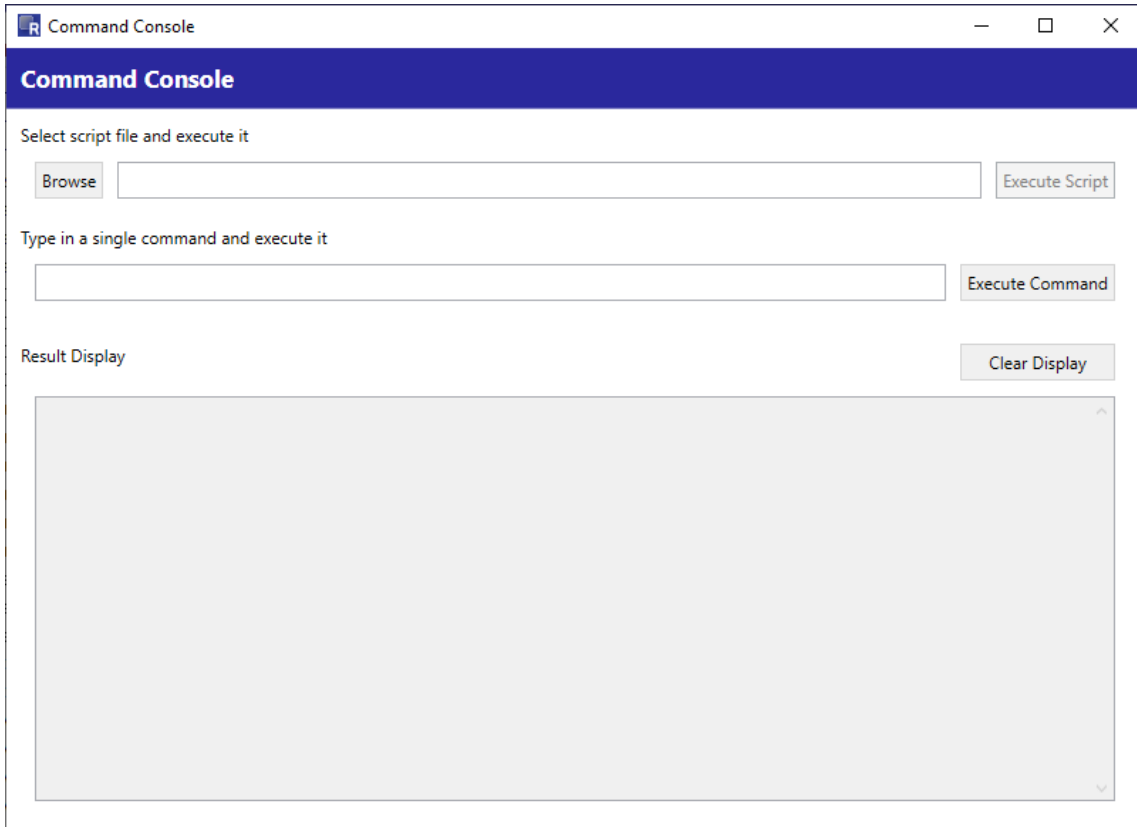 R Command Console
Command Console
Select script file and execute it
Browse Execute Script
Type in a single command and execute it
Execute Command
Result Display Clear Display